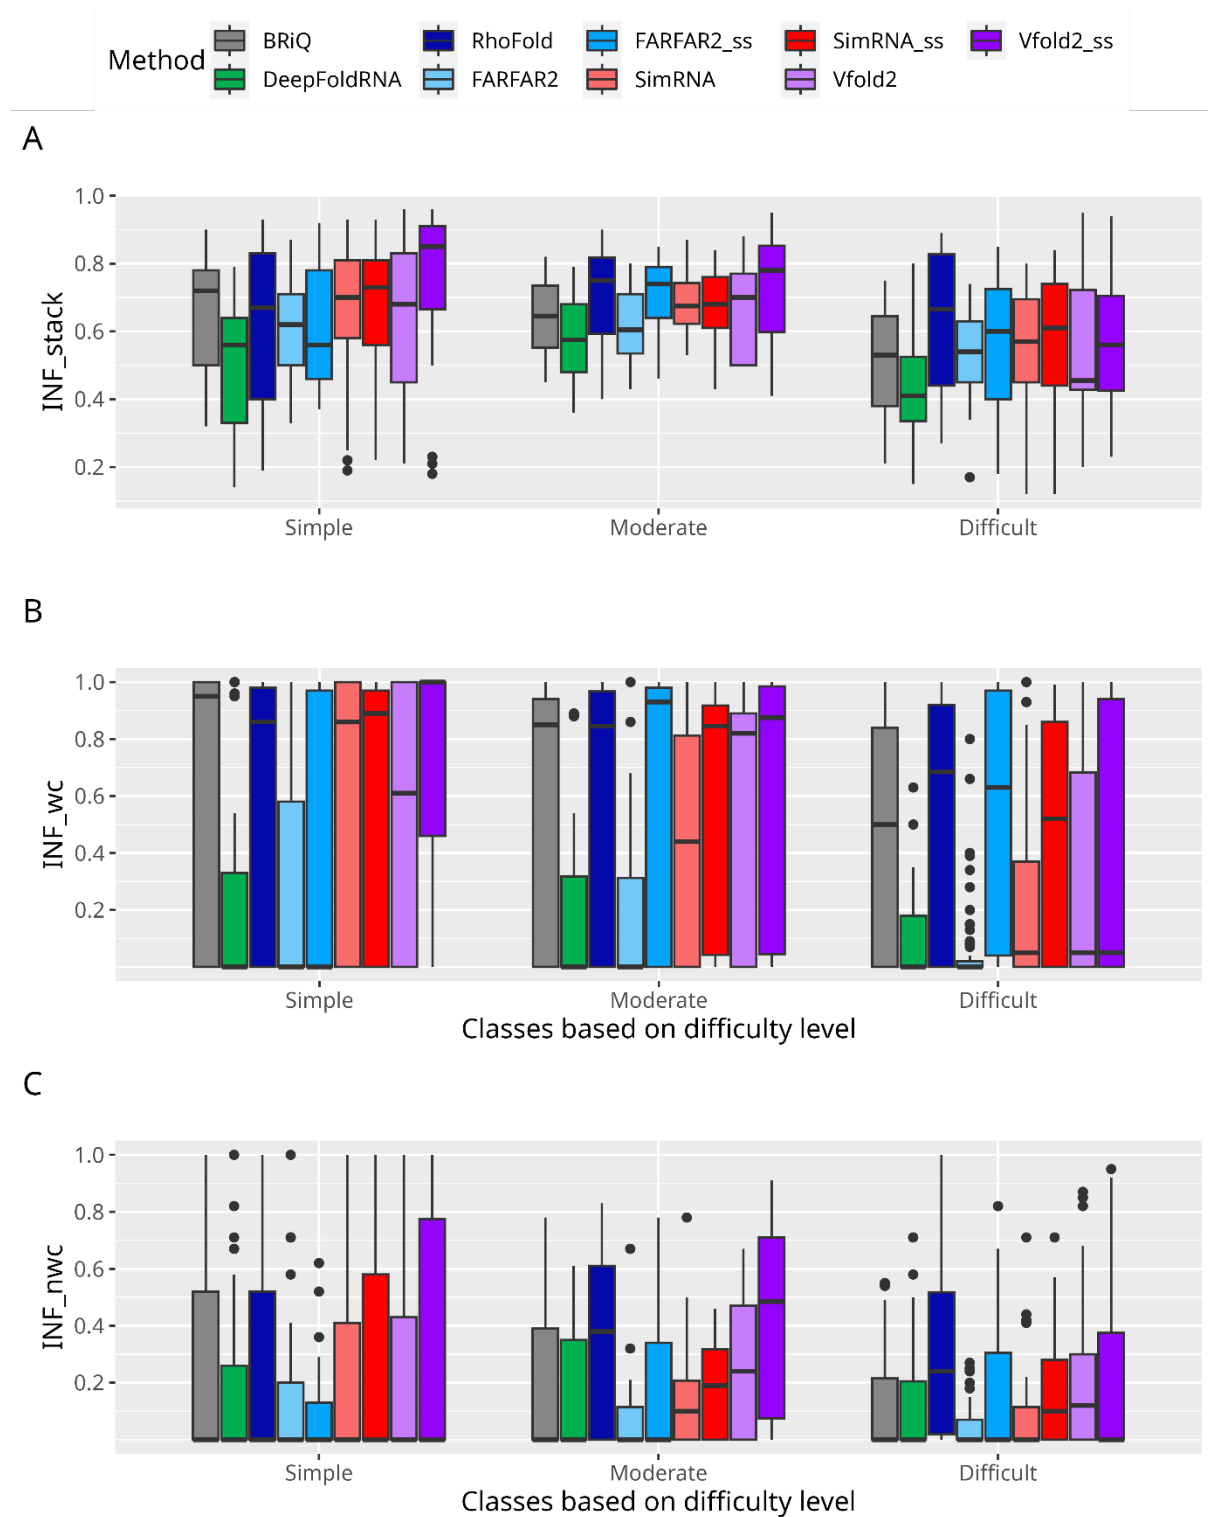 Method
BRiQ RhoFold FARFAR2_ss SimRNA_ss Vfold2_ss
DeepFoldRNA FARFAR2 SimRNA Vfold2
A
1.0
0.8
0.6
0.4
0.2
INF_stack
Simple Moderate Difficult
B
1.0
0.8
0.6
0.4
0.2
INF_wc
Simple Moderate Difficult
Classes based on difficulty level
C
1.0
0.8
0.6
0.4
0.2
INF_nwc
Simple Moderate Difficult
Classes based on difficulty level